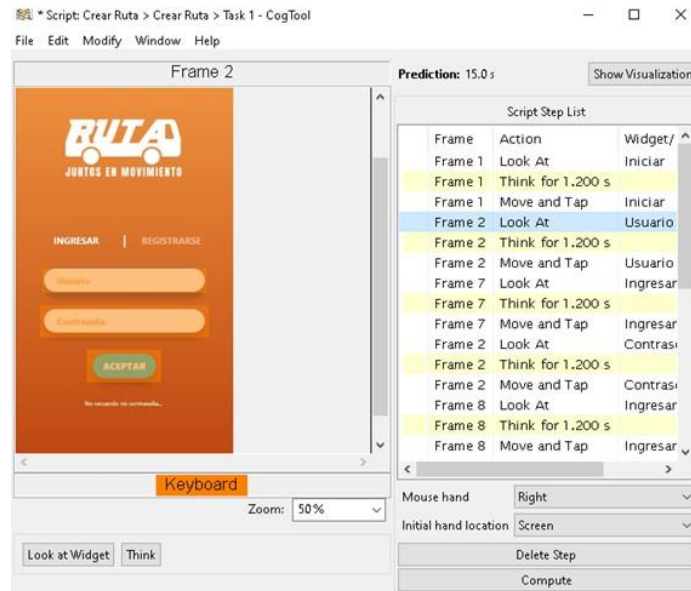 * Script: Crear Ruta > Crear Ruta > Task 1 - CogTool
File Edit Modify Window Help
Frame 2
RUTA
JUNTOS EN MOVIMIENTO
INGRESAR | REGISTRARSE
Usuario
Contraseña
ACEPTAR
No recuerdo mi contraseña...
Keyboard
Zoom: 50%
Look at Widget Think
Prediction: 15.0 s Show Visualization
Script Step List
Frame Action Widget/
Frame 1 Look At Iniciar
Frame 1 Think for 1.200 s
Frame 1 Move and Tap Iniciar
Frame 2 Look At Usuario
Frame 2 Think for 1.200 s
Frame 2 Move and Tap Usuario
Frame 7 Look At Ingresar
Frame 7 Think for 1.200 s
Frame 7 Move and Tap Ingresar
Frame 2 Look At Contras
Frame 2 Think for 1.200 s
Frame 2 Move and Tap Contras
Frame 8 Look At Ingresar
Frame 8 Think for 1.200 s
Frame 8 Move and Tap Ingresar
Mouse hand Right
Initial hand location Screen
Delete Step
Compute